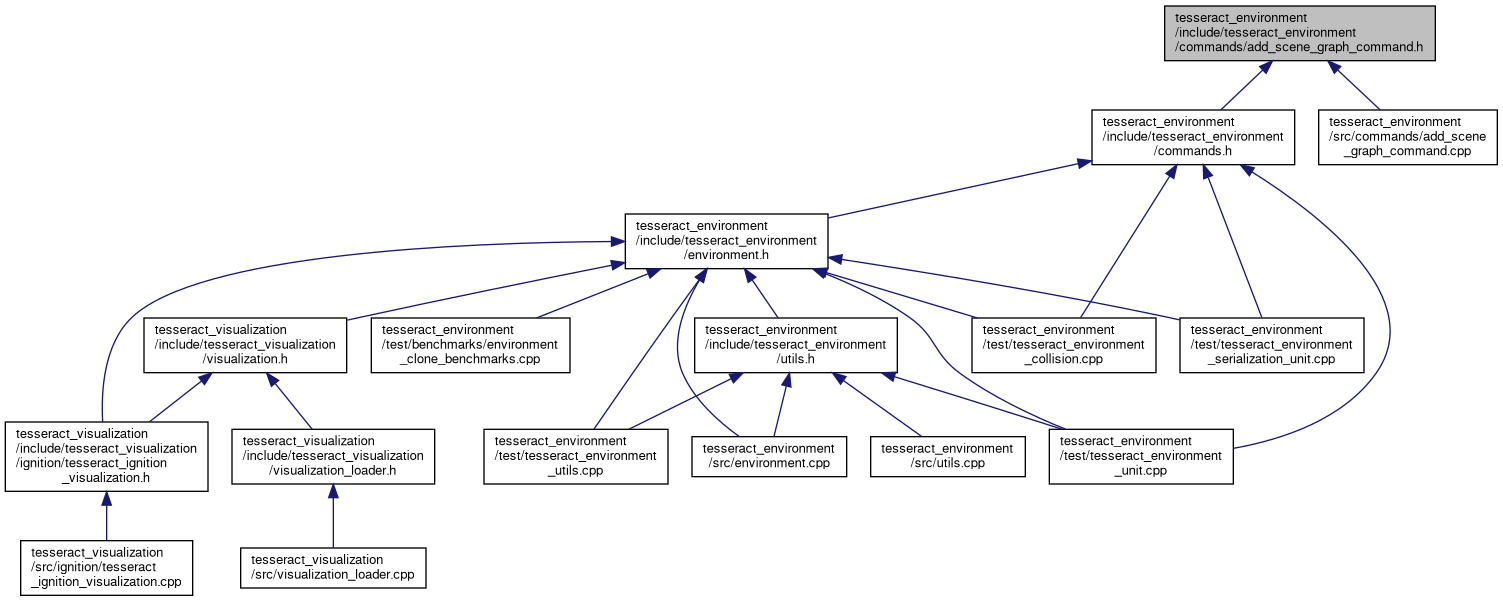 tesseract_environment
/include/tesseract_environment
/commands/add_scene_graph_command.h
tesseract_environment
/include/tesseract_environment
/commands.h
tesseract_environment
/src/commands/add_scene
_graph_command.cpp
tesseract_environment
/include/tesseract_environment
/environment.h
tesseract_visualization
/include/tesseract_visualization
/visualization.h
tesseract_environment
/test/benchmarks/environment
_clone_benchmarks.cpp
tesseract_environment
/include/tesseract_environment
/utils.h
tesseract_environment
/test/tesseract_environment
_collision.cpp
tesseract_environment
/test/tesseract_environment
_serialization_unit.cpp
tesseract_visualization
/include/tesseract_visualization
/ignition/tesseract_ignition
_visualization.h
tesseract_visualization
/include/tesseract_visualization
/visualization_loader.h
tesseract_environment
/test/tesseract_environment
_utils.cpp
tesseract_environment
/src/environment.cpp
tesseract_environment
/src/utils.cpp
tesseract_environment
/test/tesseract_environment
_unit.cpp
tesseract_visualization
/src/ignition/tesseract
_ignition_visualization.cpp
tesseract_visualization
/src/visualization_loader.cpp